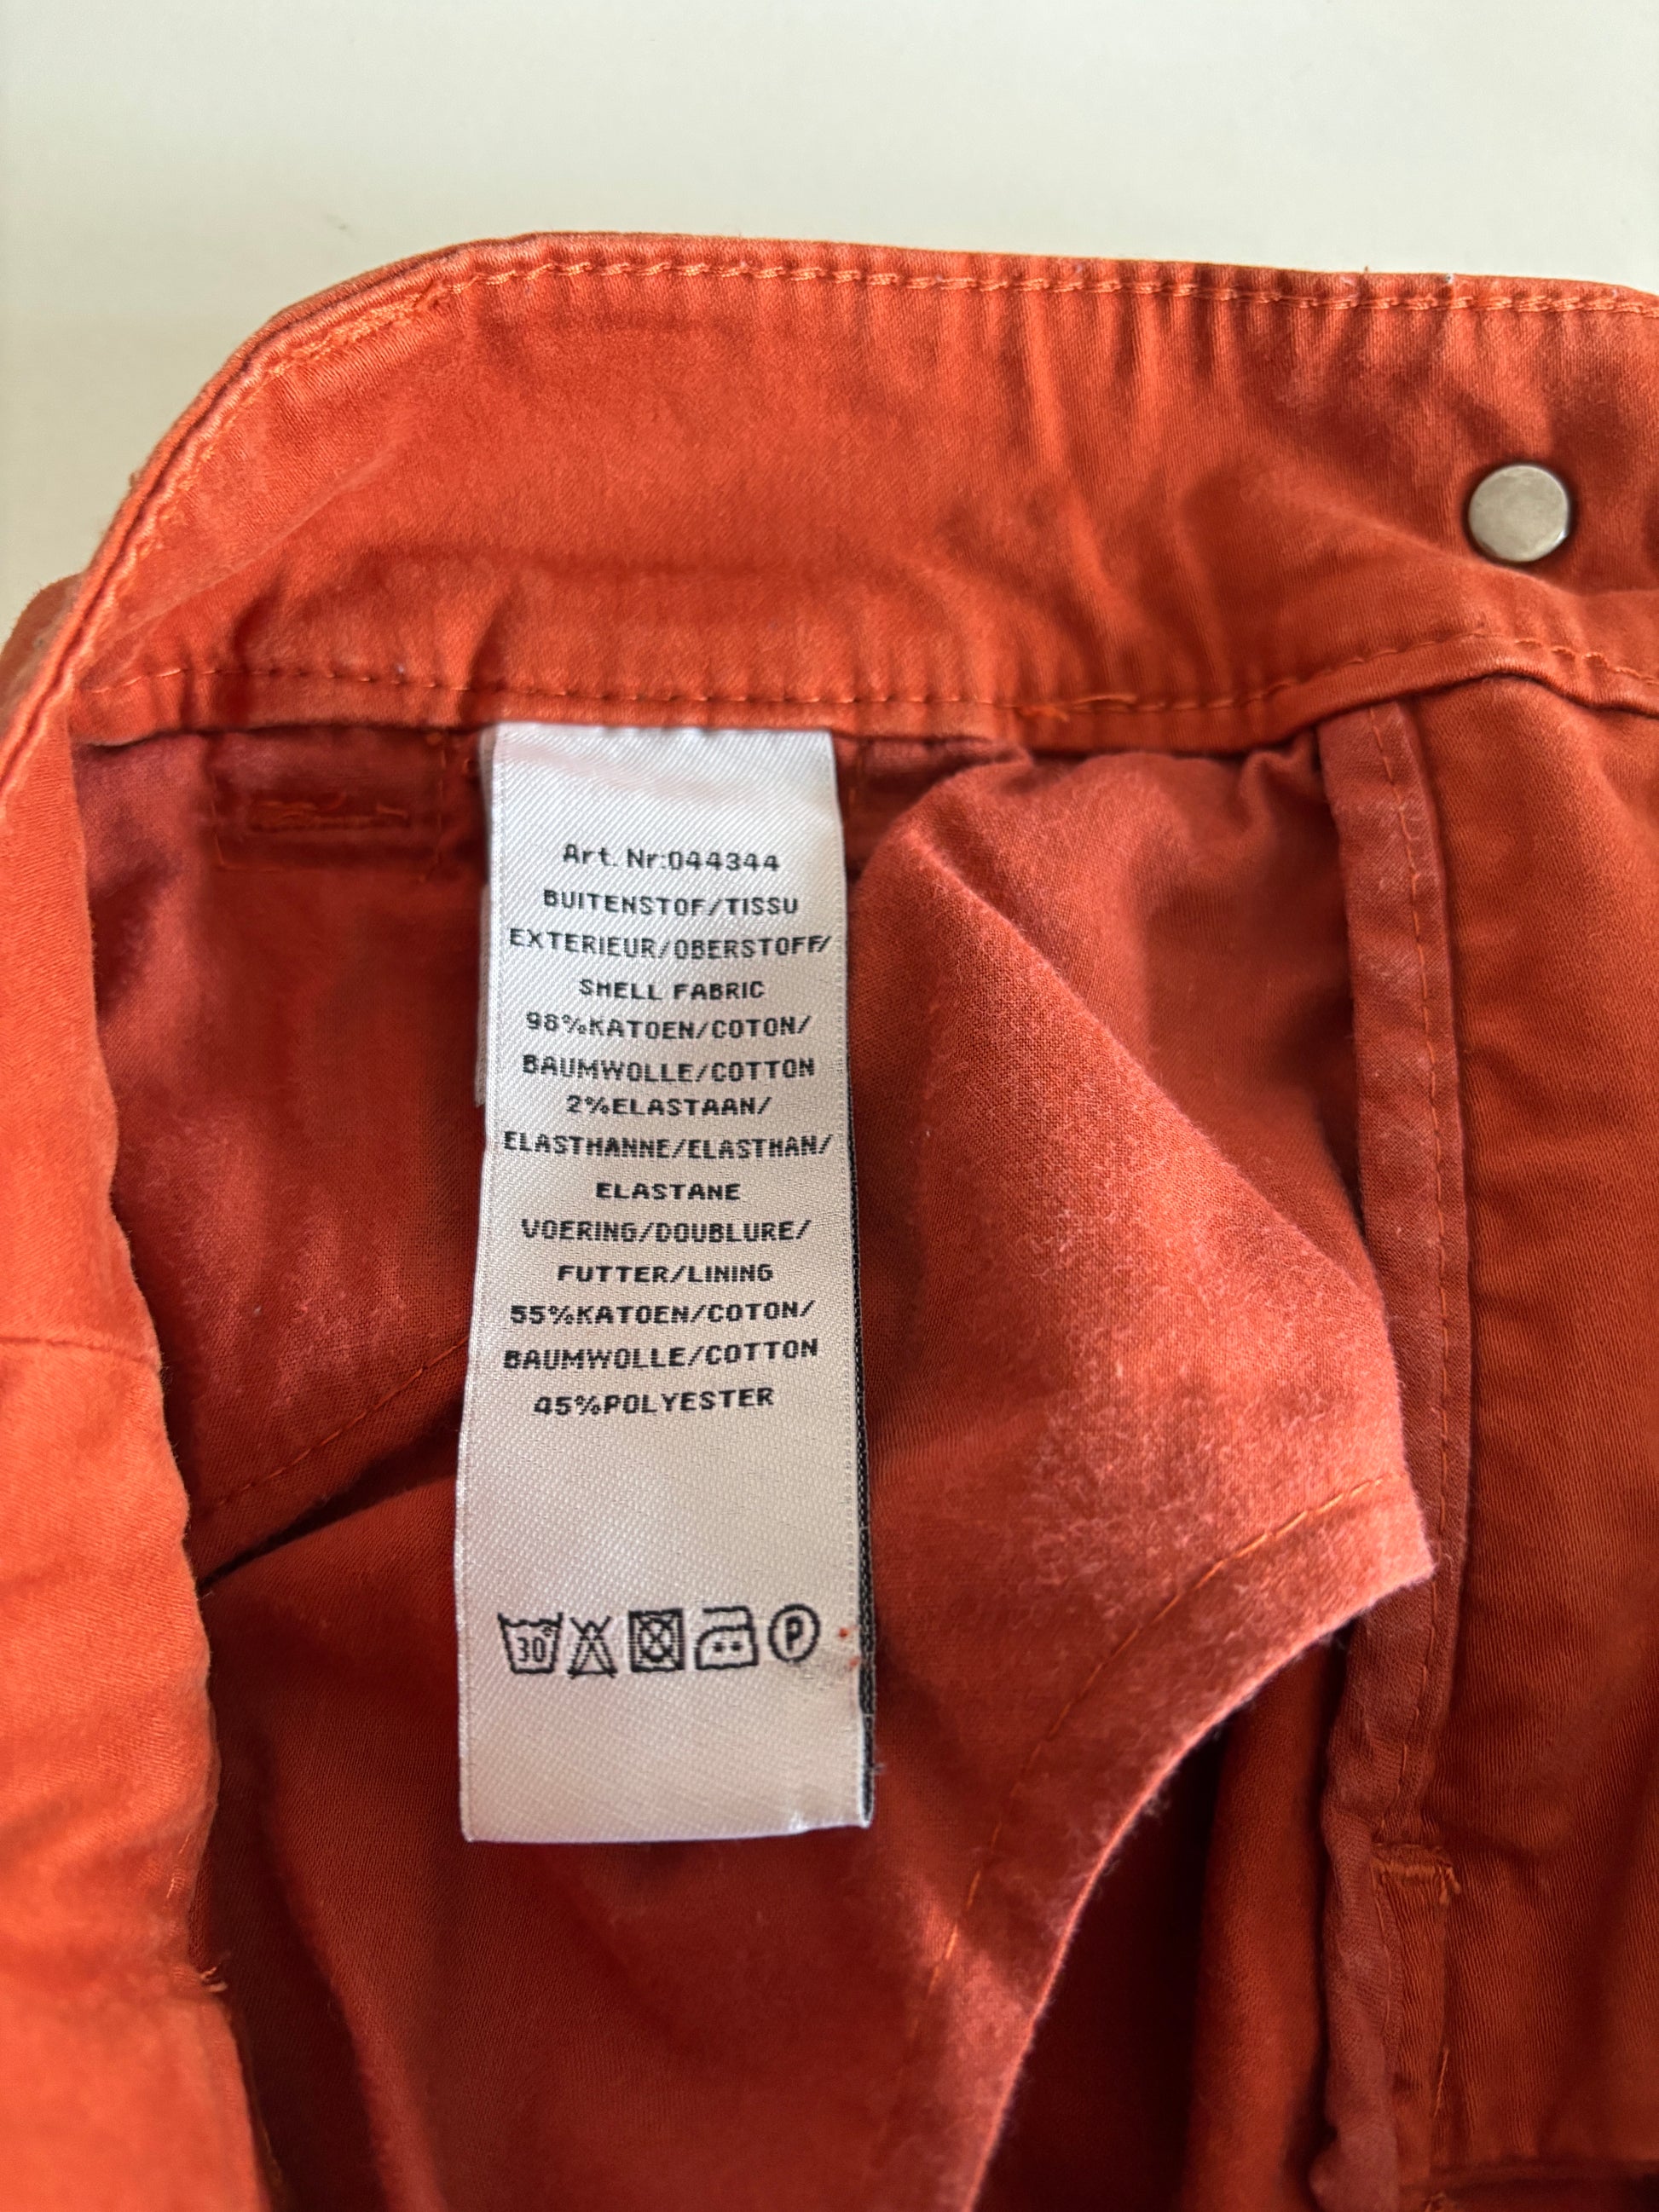 Art. Nr:044344
BUITENSTOF/TISSU
EXTERIEUR/OBERSTOFF/
SHELL FABRIC
98%KATOEN/COTON/
BAUMWOLLE/COTTON
2%ELASTAAN/
ELASTHANNE/ELASTHAN/
ELASTANE
VOERING/DOUBLURE/
FUTTER/LINING
55%KATOEN/COTON/
BAUMWOLLE/COTTON
45%POLYESTER
30° P